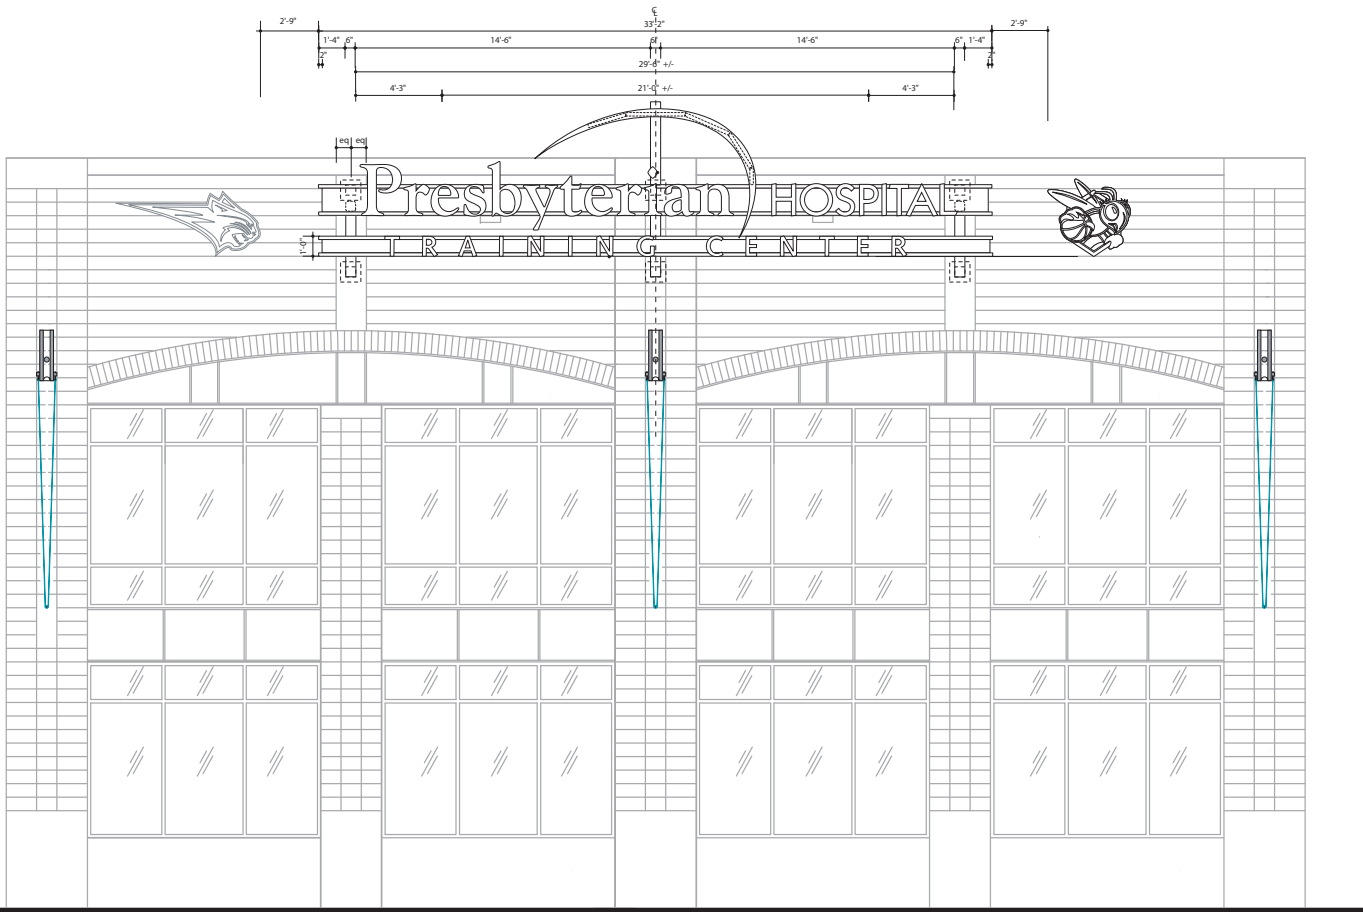 ℄
2'-9" 33'-2" 2'-9"
1'-4" 6" 14'-6" 6" 14'-6" 6" 1'-4"
2" 2"
29'-6" +/-
4'-3" 21'-0" +/- 4'-3"
eq eq
Presbyterian HOSPITAL
1'-0"
TRAINING CENTER